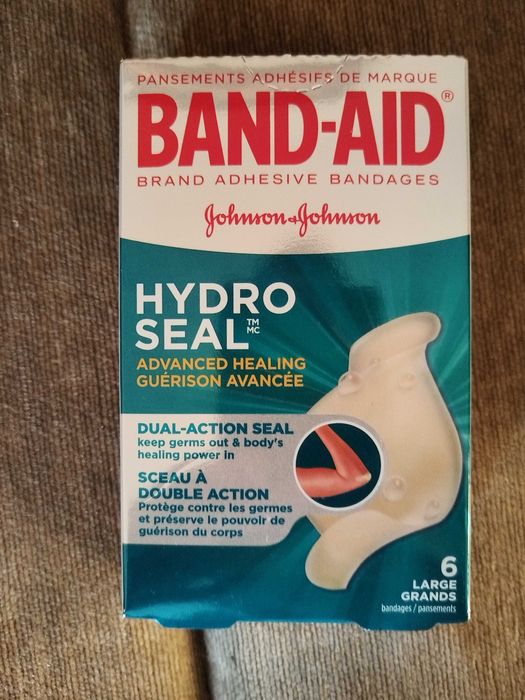 PANSEMENTS ADHÉSIFS DE MARQUE
BAND-AID®
BRAND ADHESIVE BANDAGES
Johnson & Johnson
HYDRO
SEAL™ MC
ADVANCED HEALING
GUÉRISON AVANCÉE
DUAL-ACTION SEAL
keep germs out & body's
healing power in
SCEAU À
DOUBLE ACTION
Protège contre les germes
et préserve le pouvoir de
guérison du corps
6
LARGE
GRANDS
bandages / pansements